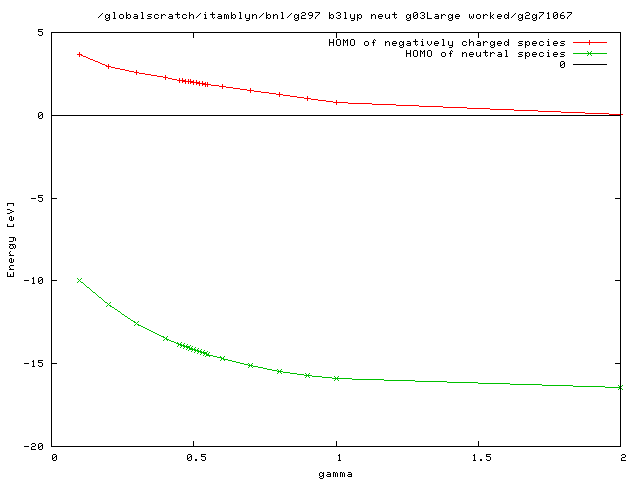 /globalscratch/itamblyn/bnl/g297 b3lyp neut g03Large worked/g2g71067
HOMO of negatively charged species
HOMO of neutral species
0
5
0
-5
-10
-15
-20
Energy [eV]
0
0.5
1
1.5
2
gamma